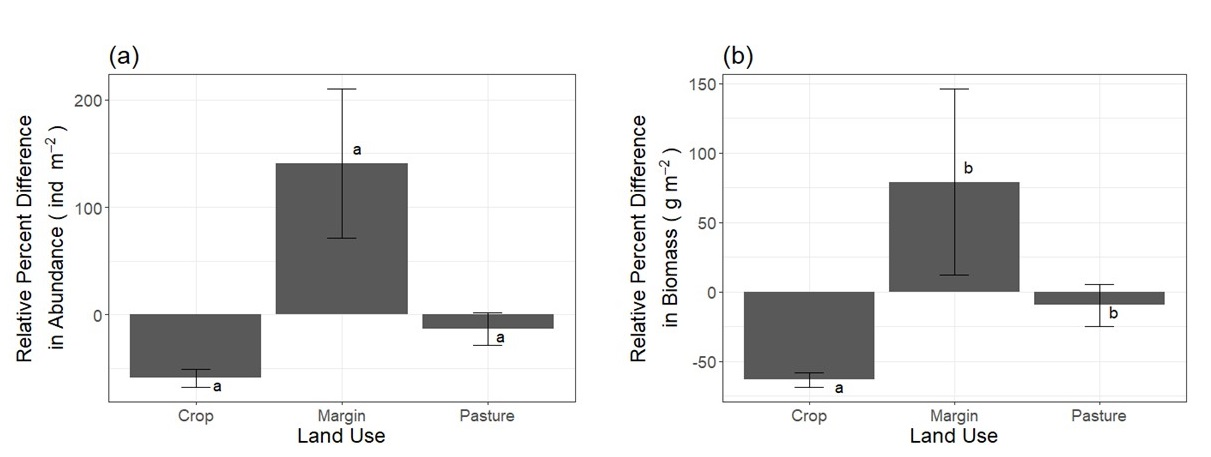 (a)
Relative Percent Difference
in Abundance ( ind m⁻² )
200
100
0
a
a
a
Crop Margin Pasture
Land Use
(b)
Relative Percent Difference
in Biomass ( g m⁻² )
150
100
50
0
-50
a
b
b
Crop Margin Pasture
Land Use